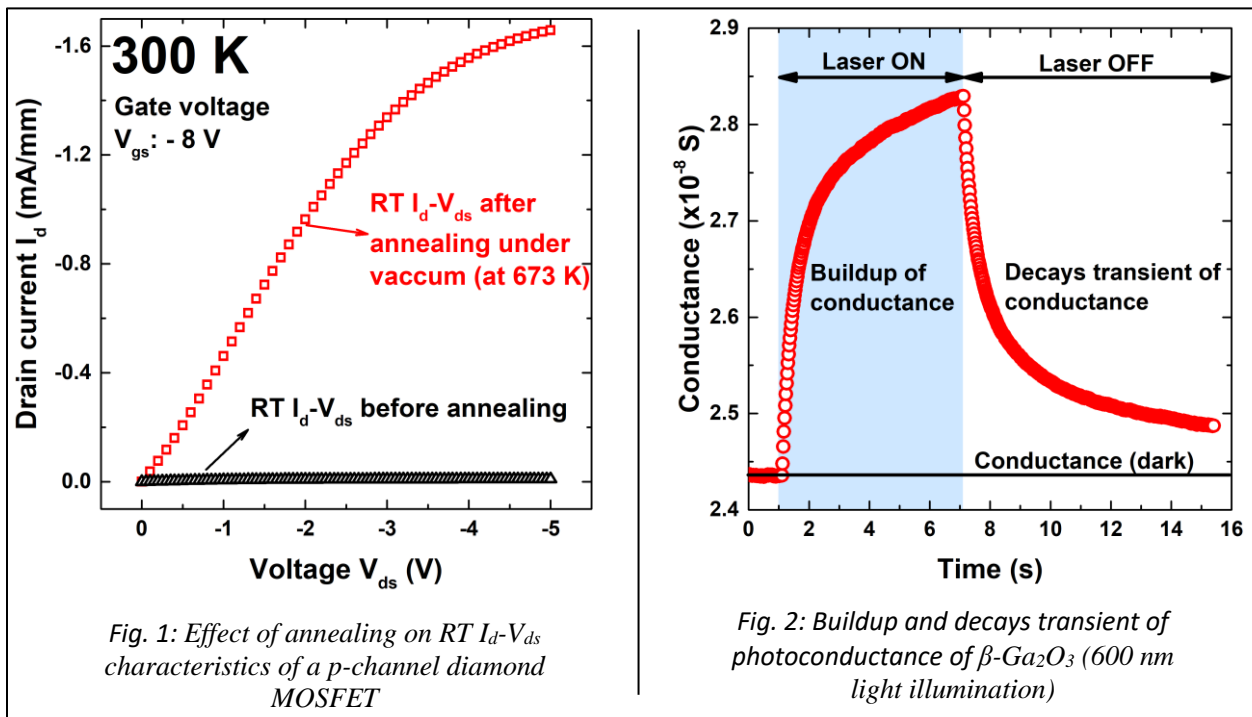 300 K
Gate voltage
Vgs: - 8 V
RT Id-Vds after
annealing under
vaccum (at 673 K)
RT Id-Vds before annealing
Drain current Id (mA/mm)
-1.6
-1.2
-0.8
-0.4
0.0
0 -1 -2 -3 -4 -5
Voltage Vds (V)
Fig. 1: Effect of annealing on RT Id-Vds
characteristics of a p-channel diamond
MOSFET
Laser ON
Laser OFF
Buildup of
conductance
Decays transient of
conductance
Conductance (dark)
Conductance (x10-8 S)
2.9
2.8
2.7
2.6
2.5
2.4
0 2 4 6 8 10 12 14 16
Time (s)
Fig. 2: Buildup and decays transient of
photoconductance of β-Ga2O3 (600 nm
light illumination)